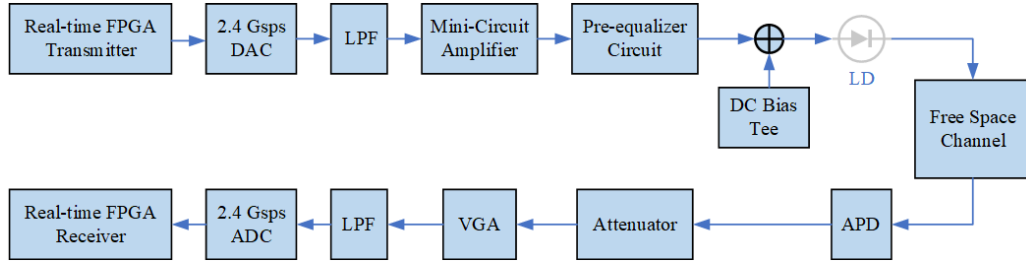 Real-time FPGA
Transmitter
2.4 Gsps
DAC
LPF
Mini-Circuit
Amplifier
Pre-equalizer
Circuit
DC Bias
Tee
LD
Free Space
Channel
Real-time FPGA
Receiver
2.4 Gsps
ADC
LPF
VGA
Attenuator
APD